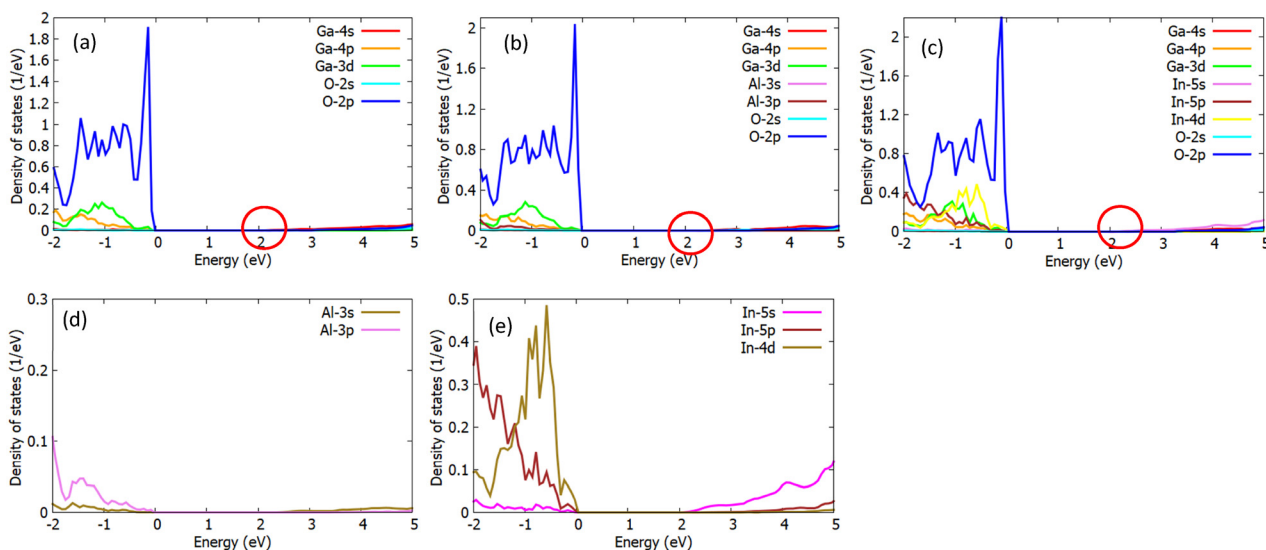 (a)
Density of states (1/eV)
2
1.8
1.6
1.4
1.2
1
0.8
0.6
0.4
0.2
0
-2
-1
0
1
2
3
4
5
Energy (eV)
Ga-4s
Ga-4p
Ga-3d
O-2s
O-2p
(b)
Density of states (1/eV)
2
1.6
1.2
0.8
0.4
0
-2
-1
0
1
2
3
4
5
Energy (eV)
Ga-4s
Ga-4p
Ga-3d
Al-3s
Al-3p
O-2s
O-2p
(c)
Density of states (1/eV)
2
1.6
1.2
0.8
0.4
0
-2
-1
0
1
2
3
4
5
Energy (eV)
Ga-4s
Ga-4p
Ga-3d
In-5s
In-5p
In-4d
O-2s
O-2p
(d)
Density of states (1/eV)
0.3
0.2
0.1
0
-2
-1
0
1
2
3
4
5
Energy (eV)
Al-3s
Al-3p
(e)
Density of states (1/eV)
0.5
0.4
0.3
0.2
0.1
0
-2
-1
0
1
2
3
4
5
Energy (eV)
In-5s
In-5p
In-4d